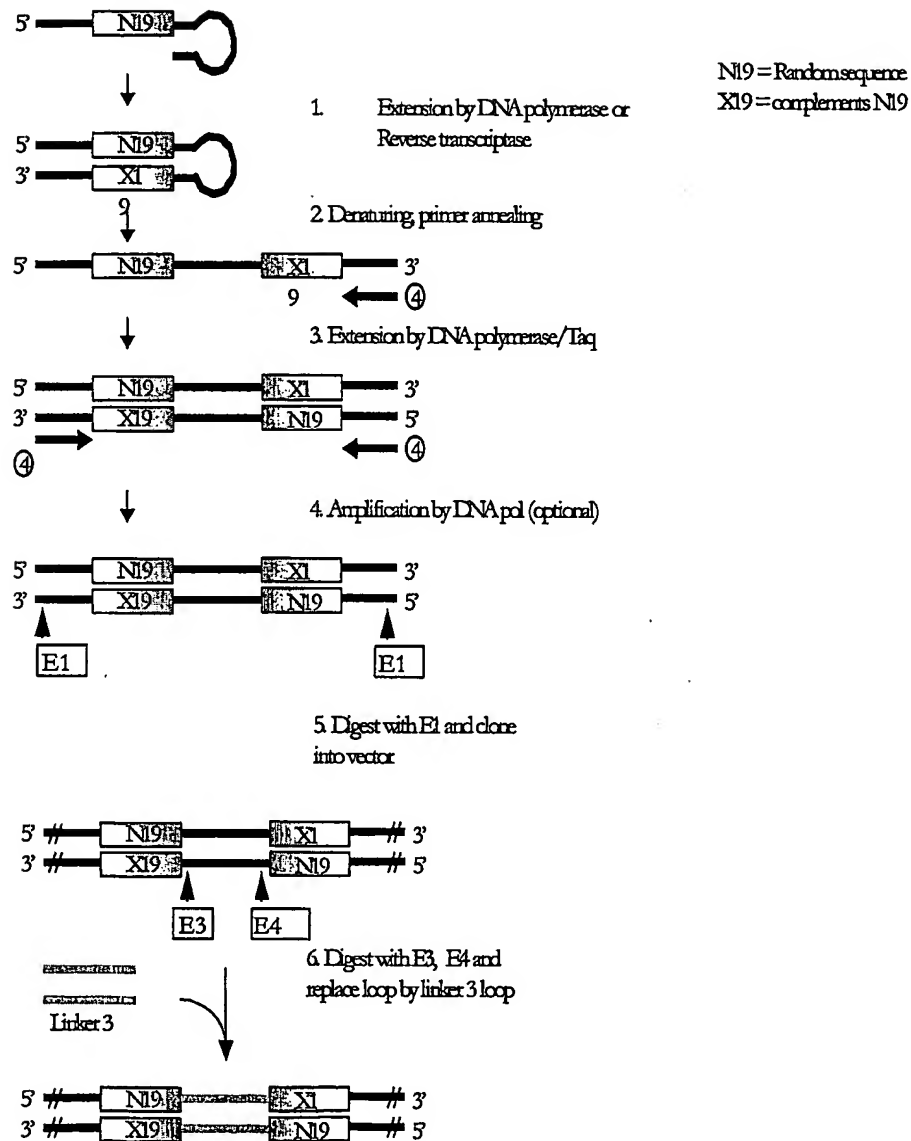 5' N19
N19 = Random sequence
X19 = complements N19
1. Extension by DNA polymerase or
Reverse transcriptase
5' N19
3' X1
9
2. Denaturing, primer annealing
5' N19 X1 3'
9 4
3. Extension by DNA polymerase/Taq
5' N19 X1 3'
3' X19 N19 5'
4 4
4. Amplification by DNA pol (optional)
5' N19 X1 3'
3' X19 N19 5'
E1 E1
5. Digest with E1 and clone
into vector
5' N19 X1 3'
3' X19 N19 5'
E3 E4
6. Digest with E3, E4 and
replace loop by linker 3 loop
Linker 3
5' N19 X1 3'
3' X19 N19 5'